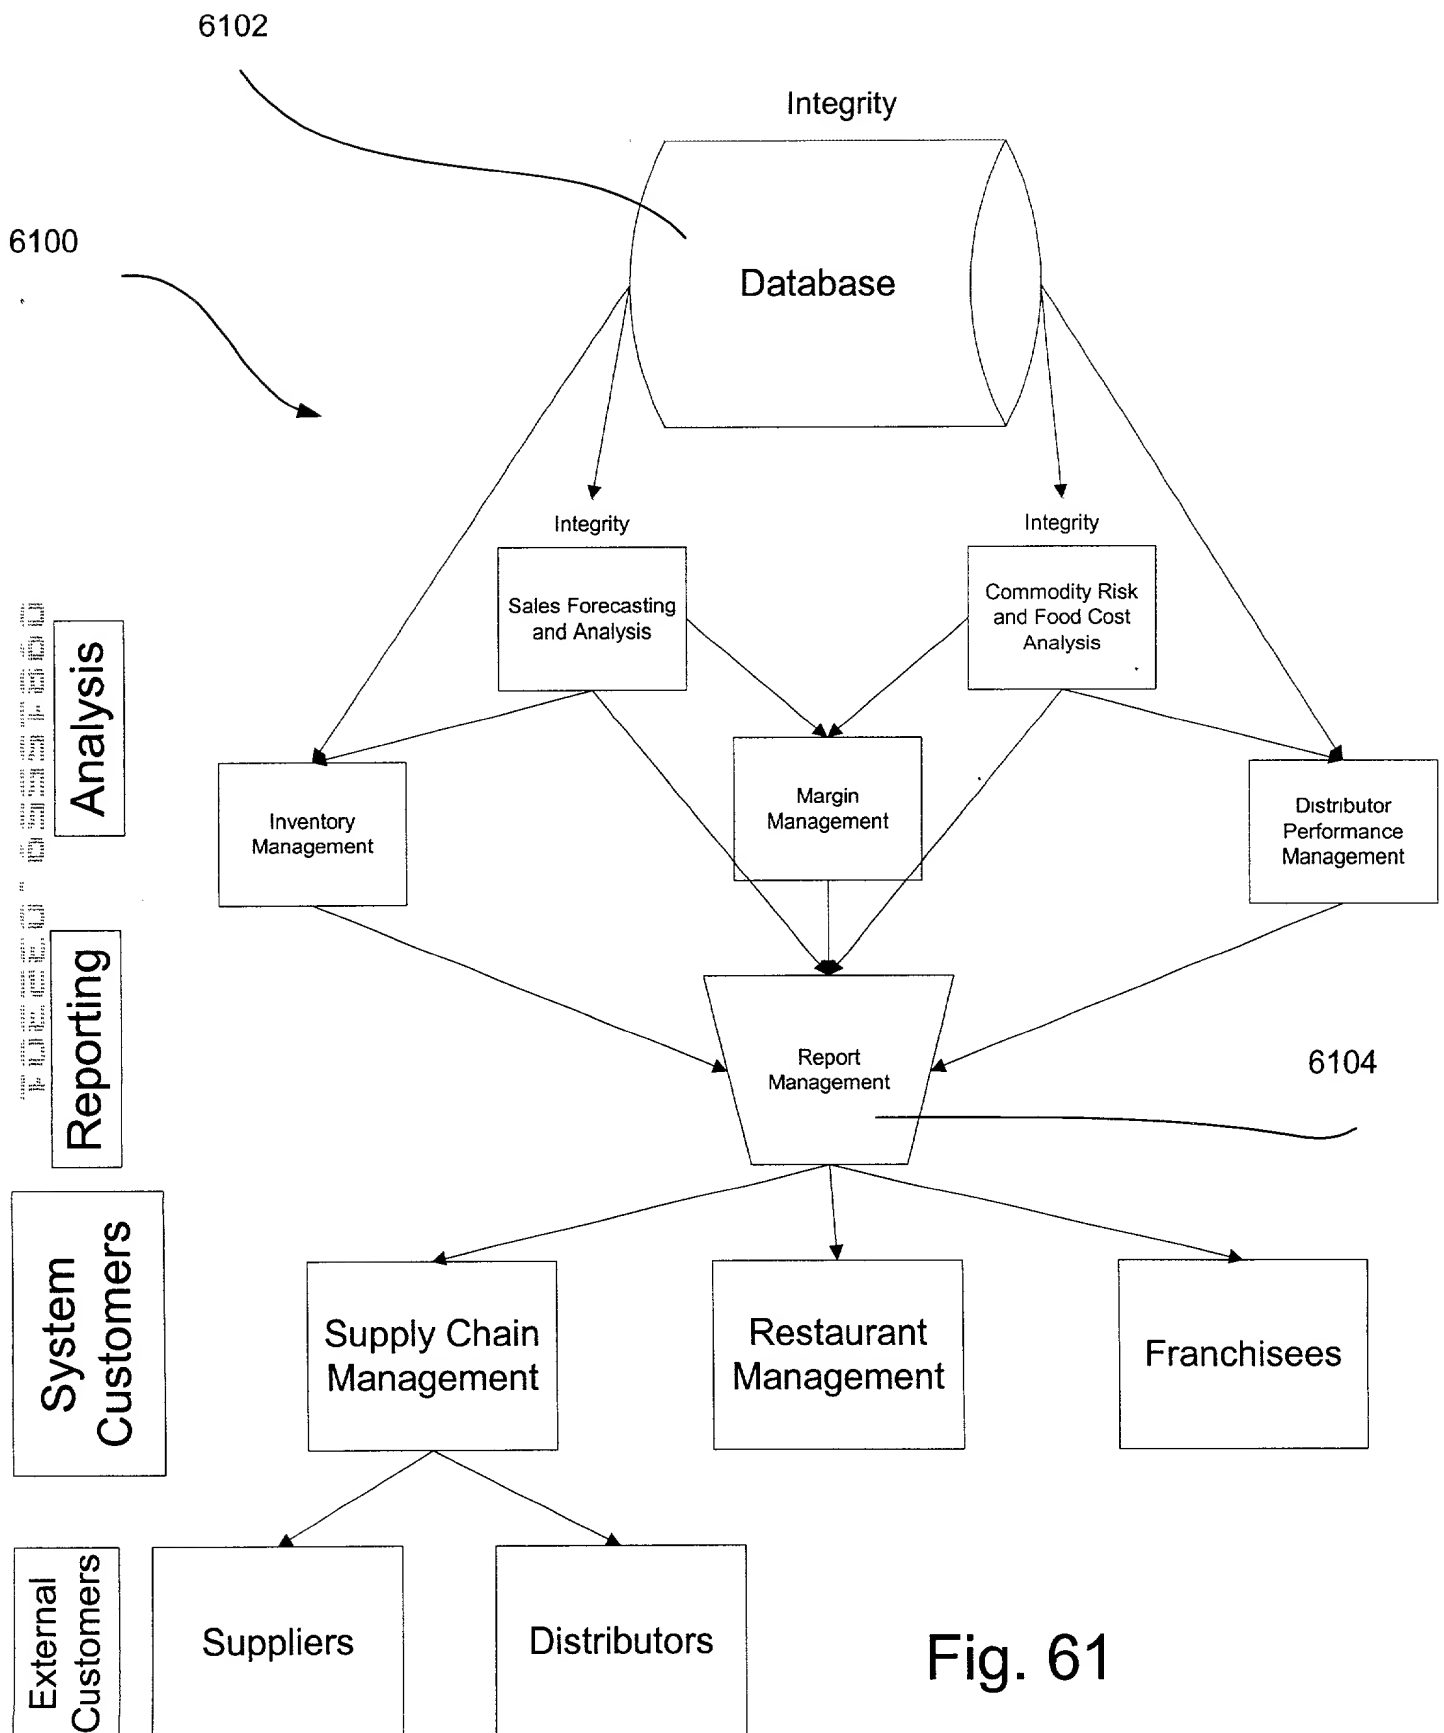 6102
Integrity
6100
Database
Integrity
Integrity
Sales Forecasting
and Analysis
Commodity Risk
and Food Cost
Analysis
Analysis
Inventory
Management
Margin
Management
Distributor
Performance
Management
Reporting
Report
Management
6104
System
Customers
Supply Chain
Management
Restaurant
Management
Franchisees
External
Customers
Suppliers
Distributors
Fig. 61